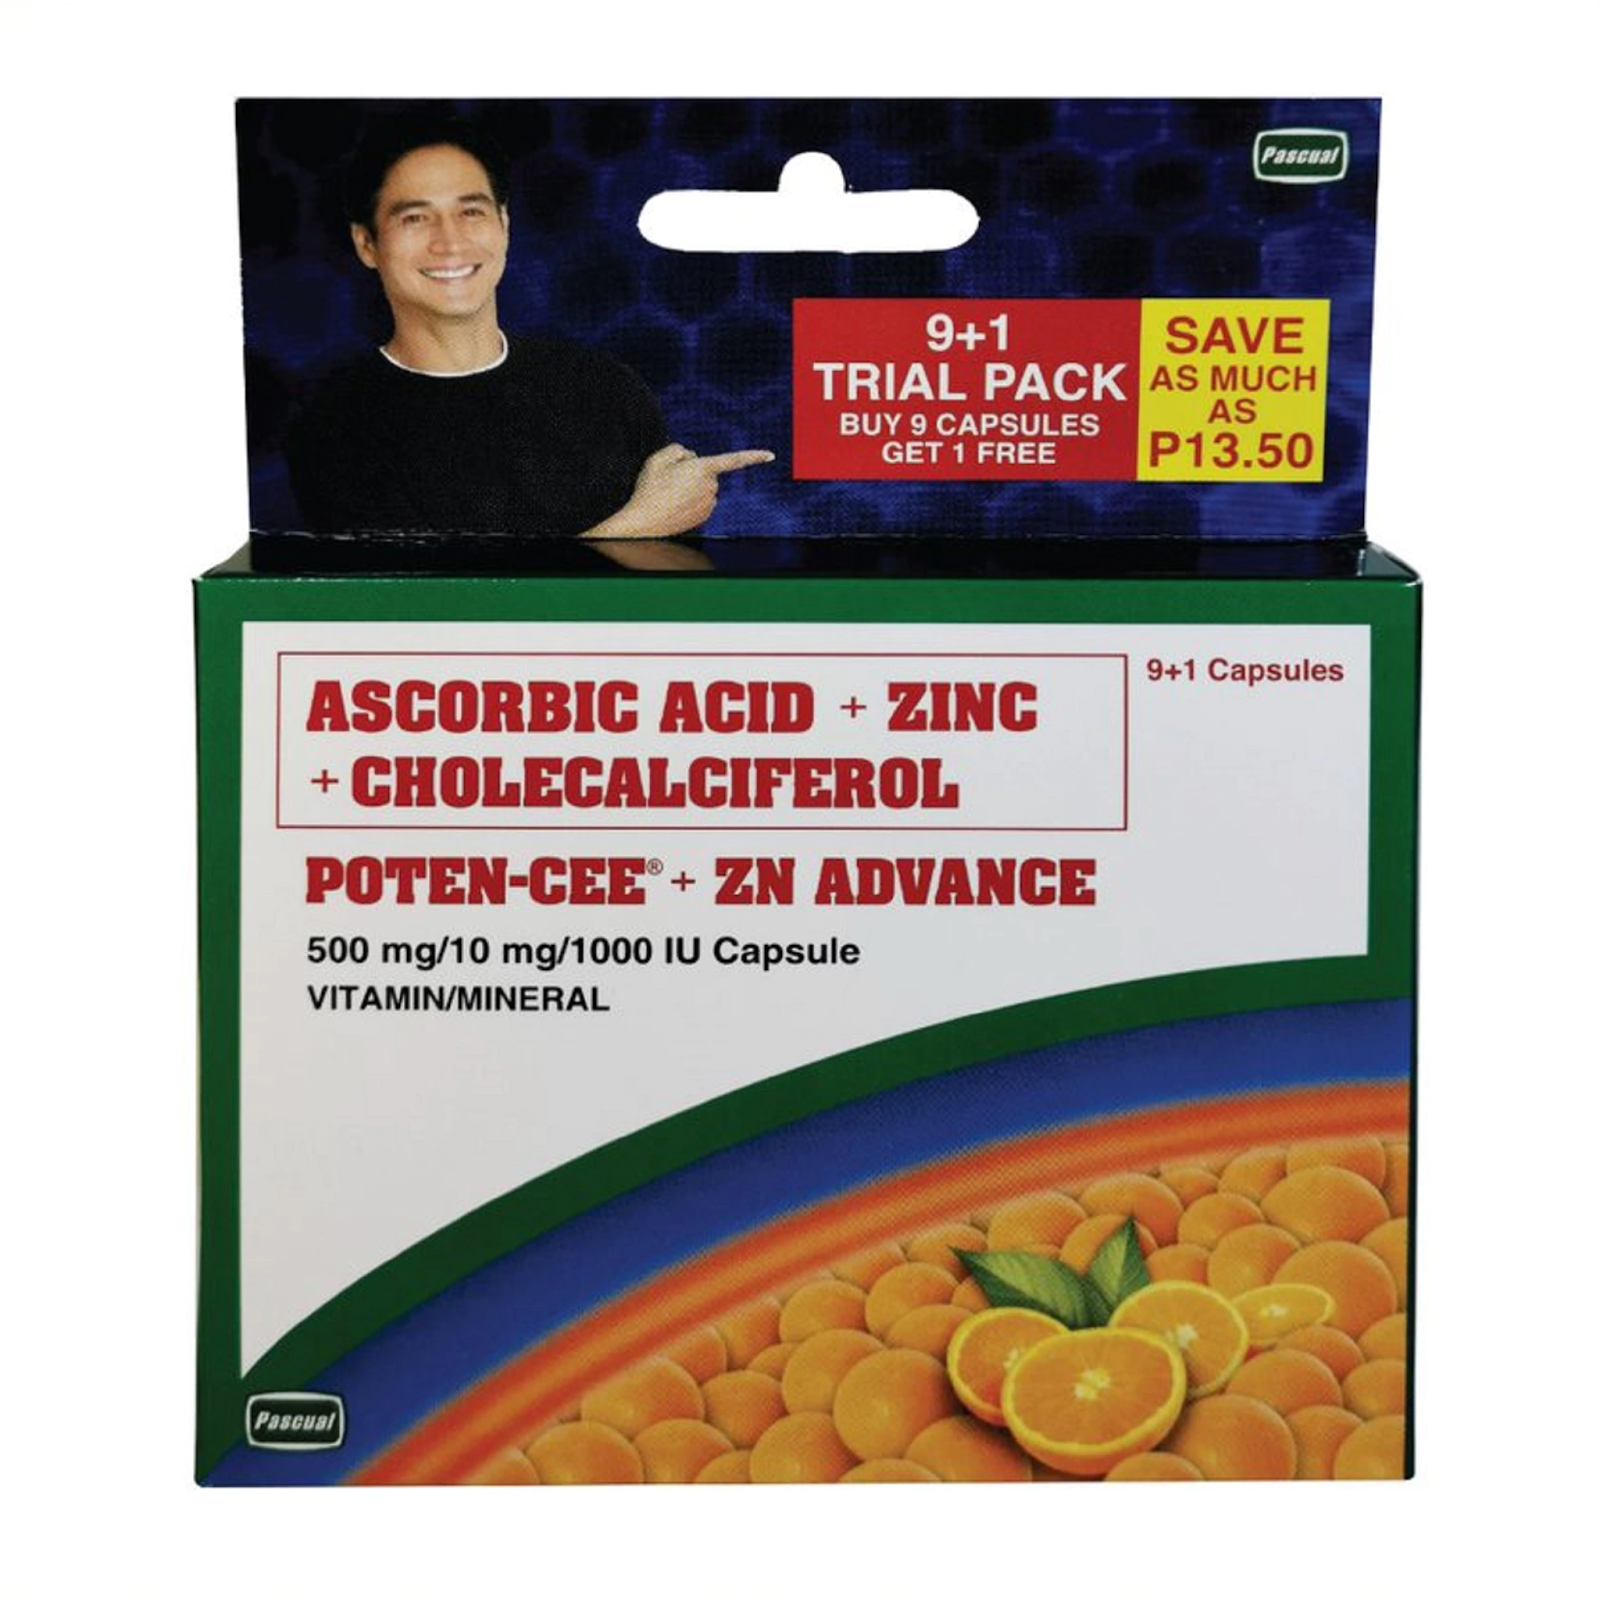 Pascual
9+1
TRIAL PACK
BUY 9 CAPSULES
GET 1 FREE
SAVE
AS MUCH
AS
P13.50
9+1 Capsules
ASCORBIC ACID + ZINC
+ CHOLECALCIFEROL
POTEN-CEE® + ZN ADVANCE
500 mg/10 mg/1000 IU Capsule
VITAMIN/MINERAL
Pascual